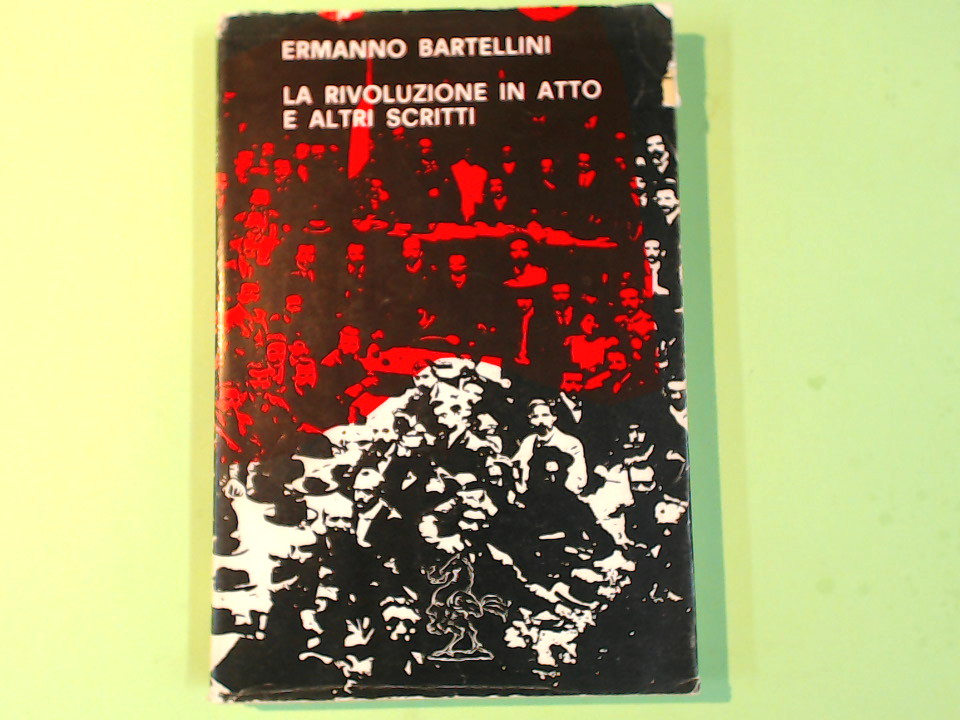 ERMANNO BARTELLINI
LA RIVOLUZIONE IN ATTO
E ALTRI SCRITTI